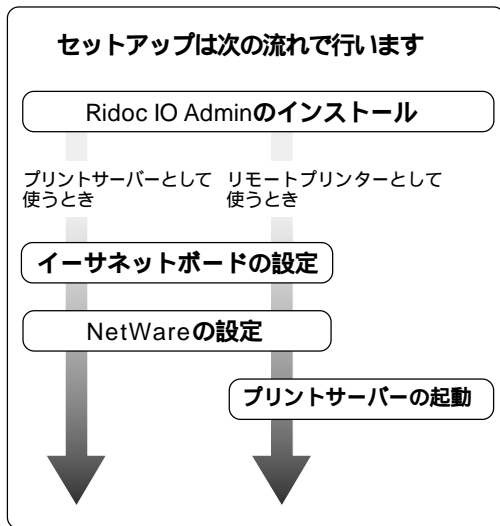 セットアップは次の流れで行います
Ridoc IO Adminのインストール
プリントサーバーとして
使うとき
リモートプリンターとして
使うとき
イーサネットボードの設定
NetWareの設定
プリントサーバーの起動